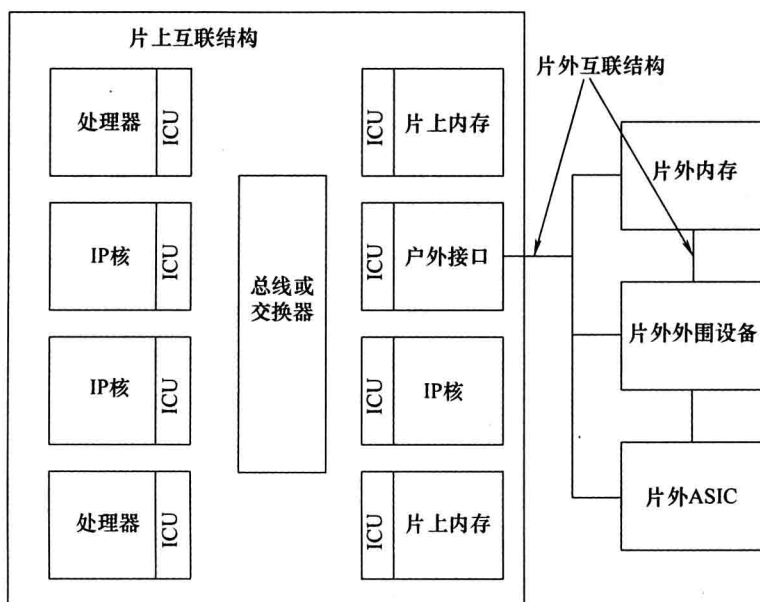 片上互联结构
片外互联结构
处理器
ICU
ICU
片上内存
片外内存
IP核
ICU
ICU
户外接口
总线或
交换器
片外外围设备
IP核
ICU
ICU
IP核
处理器
ICU
ICU
片上内存
片外ASIC